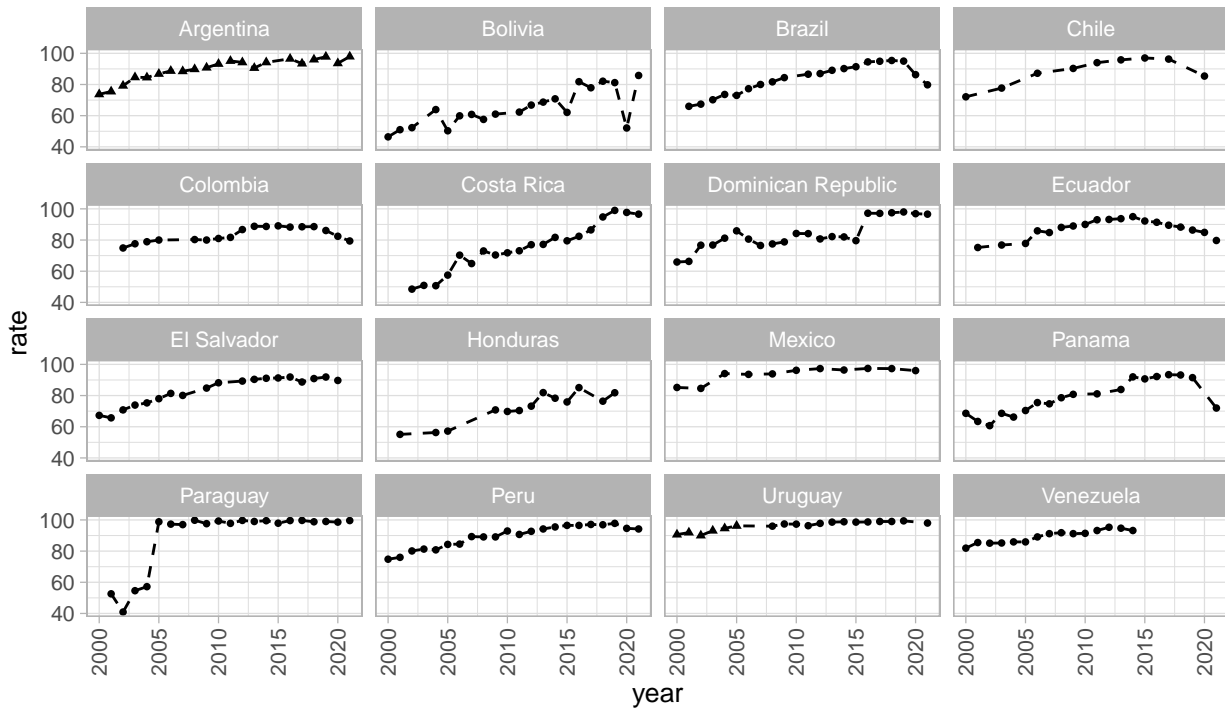 Argentina
Bolivia
Brazil
Chile
100
80
60
40
Colombia
Costa Rica
Dominican Republic
Ecuador
100
80
60
40
El Salvador
Honduras
Mexico
Panama
100
80
60
40
Paraguay
Peru
Uruguay
Venezuela
100
80
60
40
rate
2000
2005
2010
2015
2020
2000
2005
2010
2015
2020
2000
2005
2010
2015
2020
2000
2005
2010
2015
2020
year